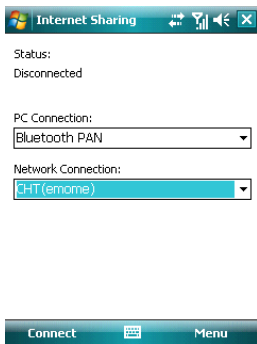 Internet Sharing
Status:
Disconnected
PC Connection:
Bluetooth PAN
Network Connection:
CHT(emome)
Connect
Menu